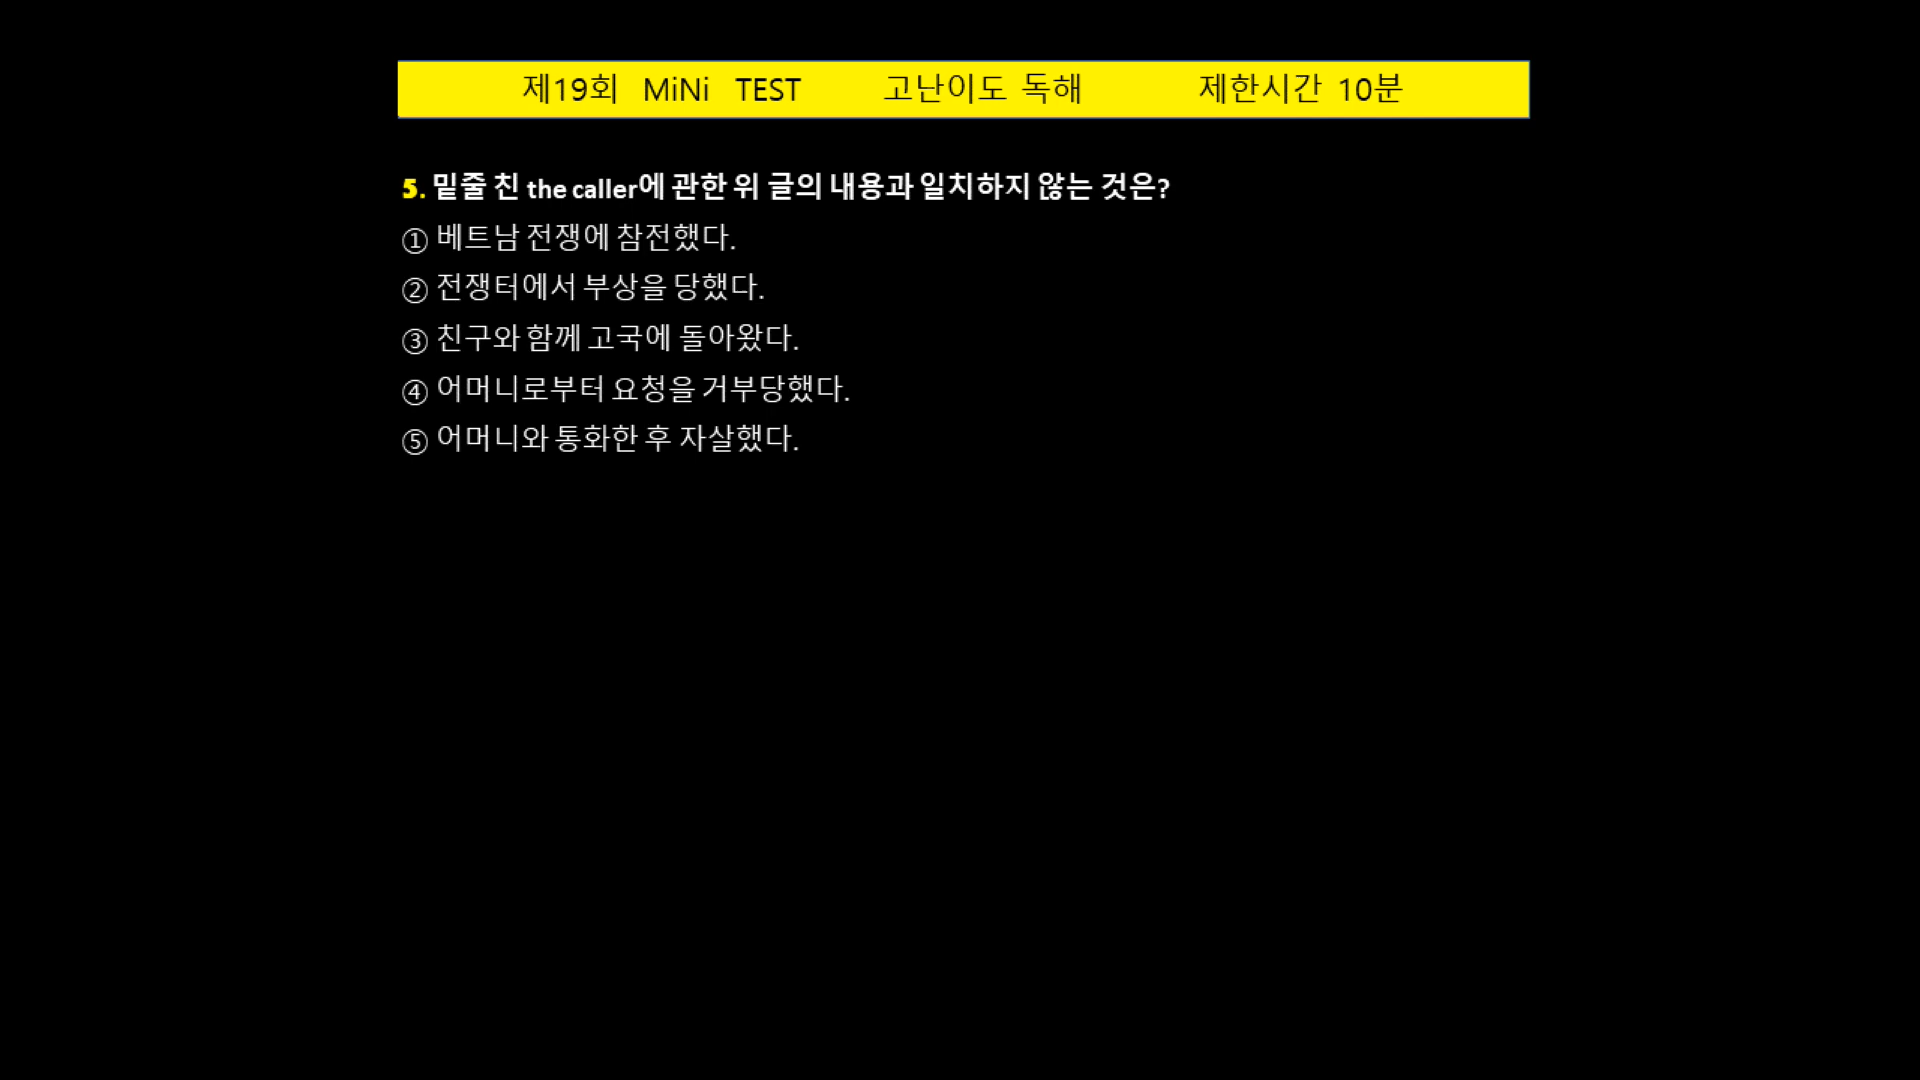 제19회 MiNi TEST 고난이도 독해 제한시간 10분
5. 밑줄 친 the caller에 관한 위 글의 내용과 일치하지 않는 것은?
① 베트남 전쟁에 참전했다.
② 전쟁터에서 부상을 당했다.
③ 친구와 함께 고국에 돌아왔다.
④ 어머니로부터 요청을 거부당했다.
⑤ 어머니와 통화한 후 자살했다.